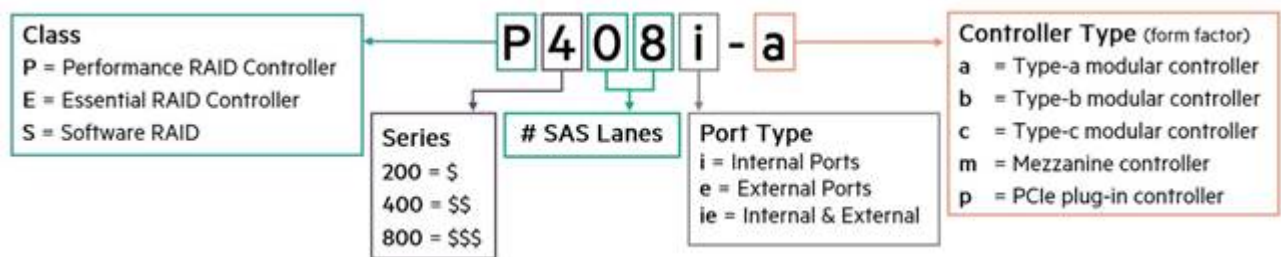 P408i-a
Class
P = Performance RAID Controller
E = Essential RAID Controller
S = Software RAID
Series
200 = $
400 = $$
800 = $$$
# SAS Lanes
Port Type
i = Internal Ports
e = External Ports
ie = Internal & External
Controller Type (form factor)
a = Type-a modular controller
b = Type-b modular controller
c = Type-c modular controller
m = Mezzanine controller
p = PCIe plug-in controller